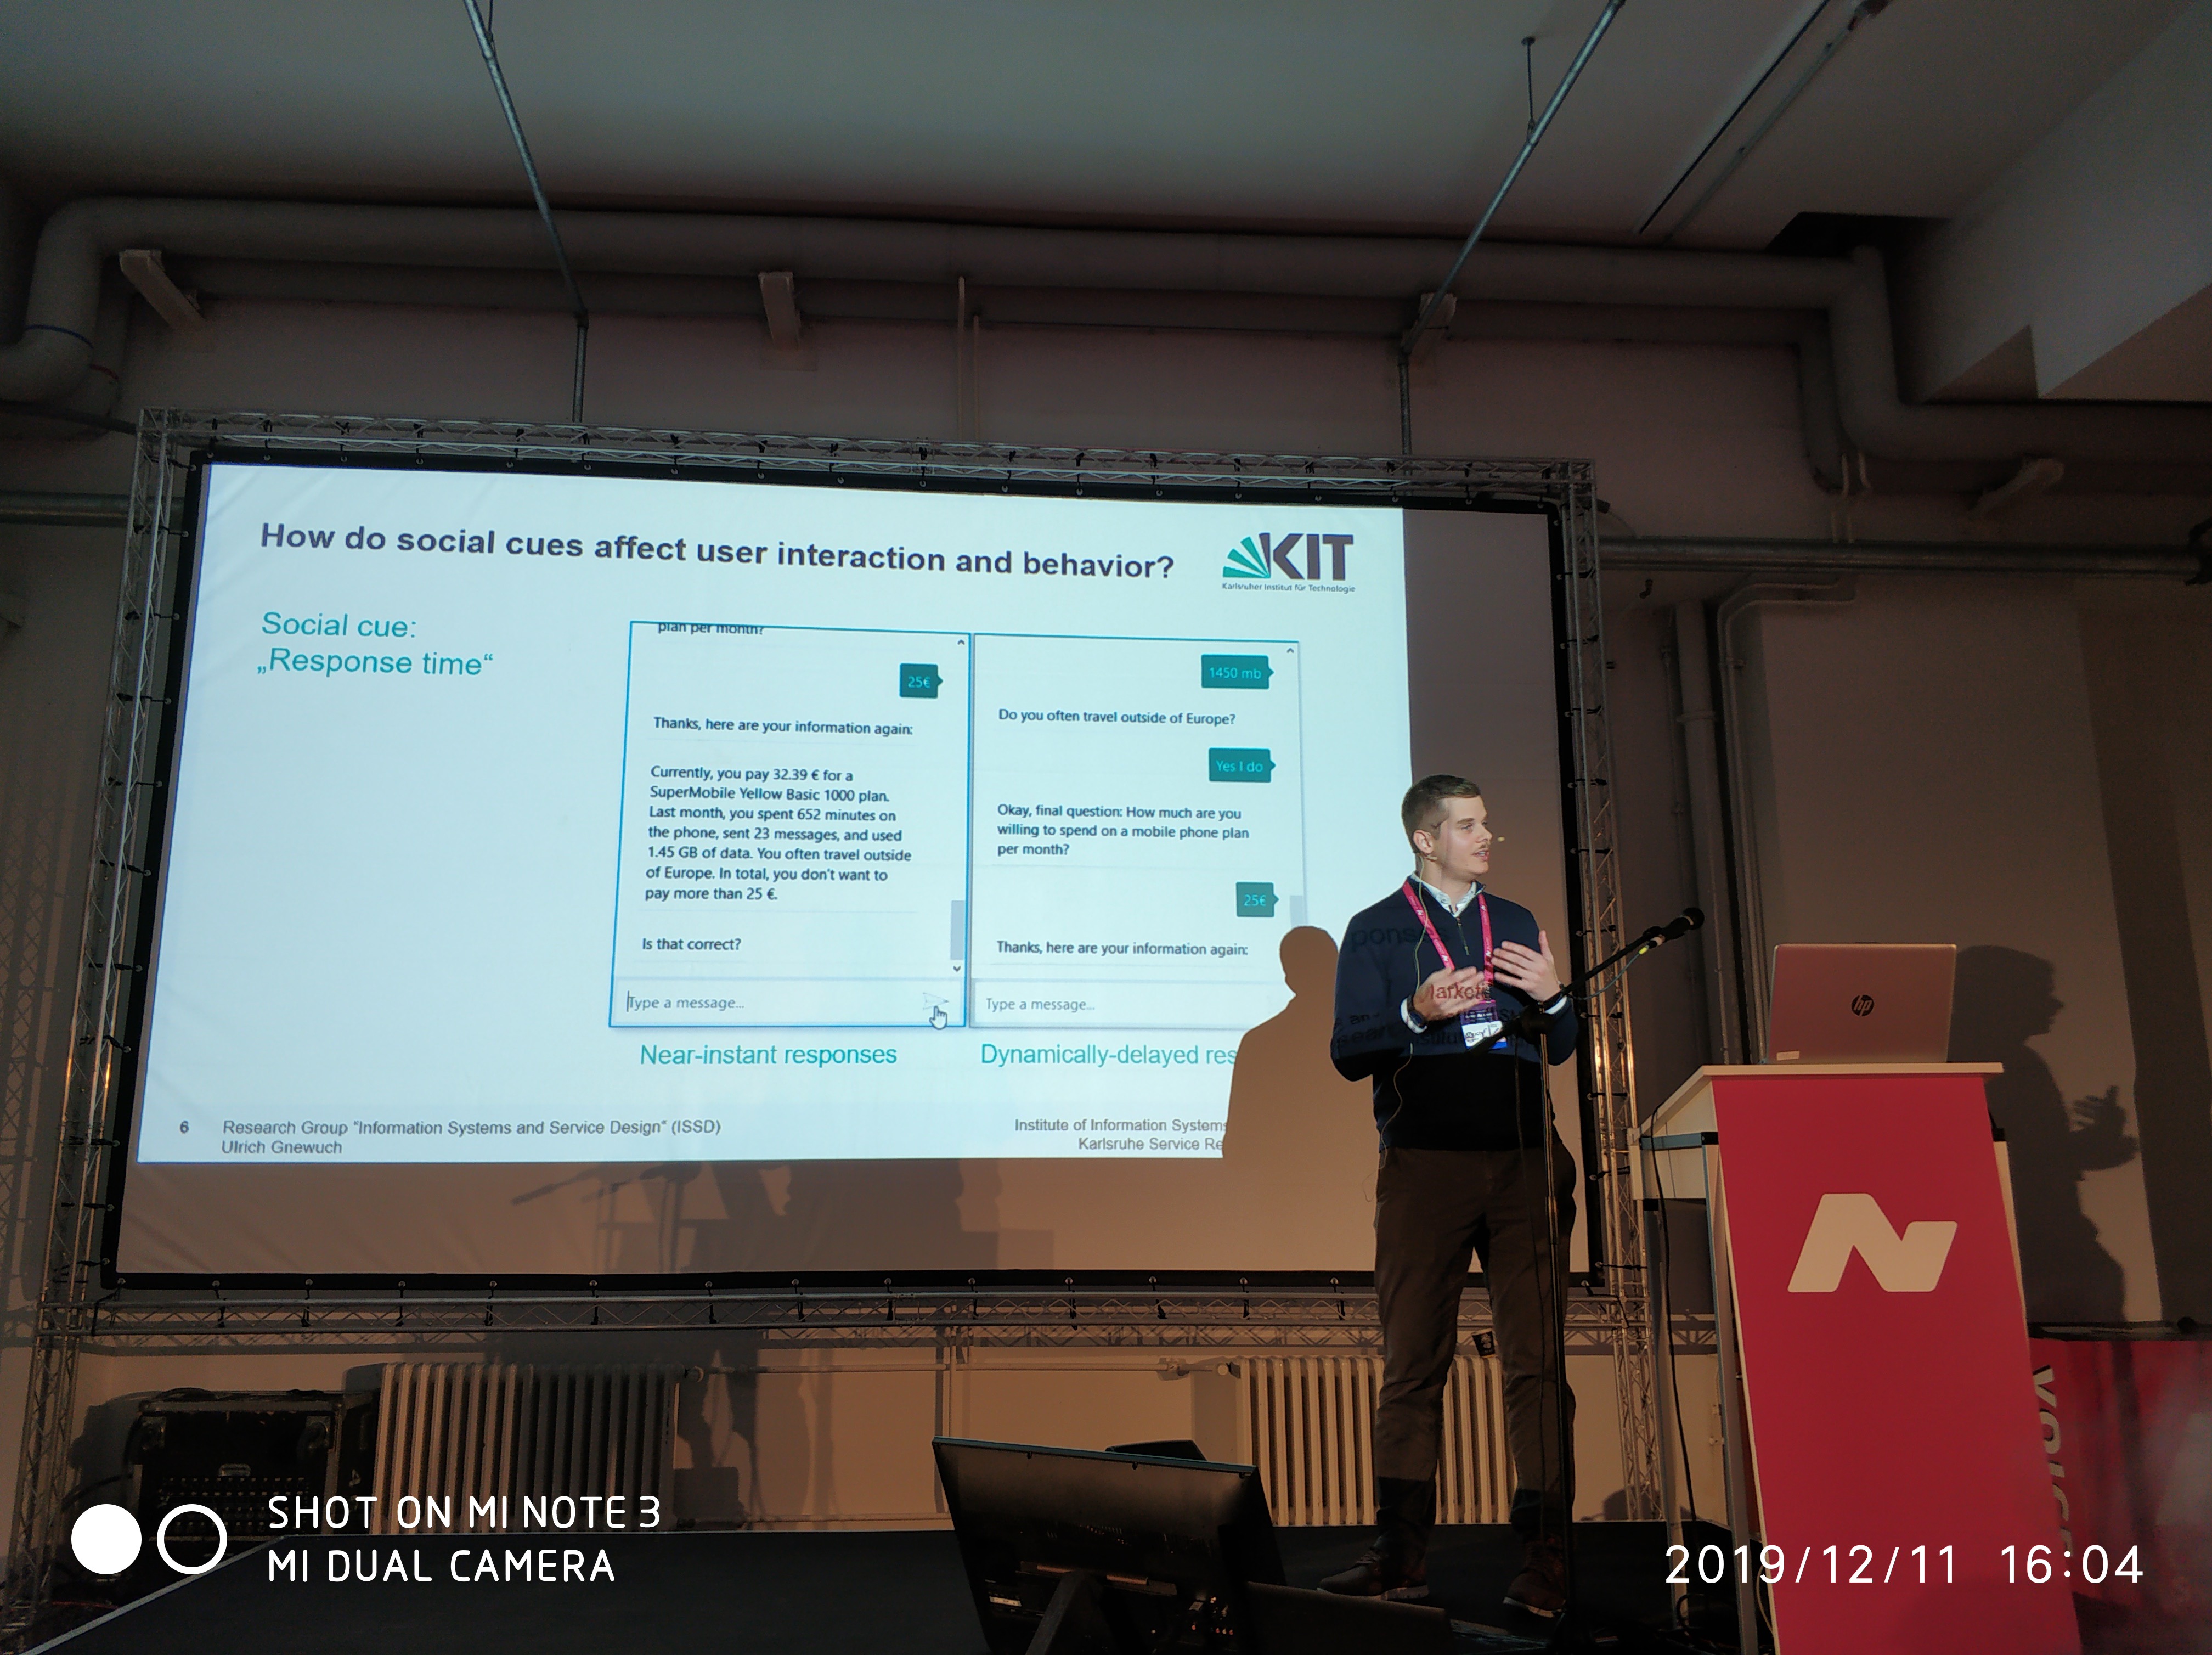 How do social cues affect user interaction and behavior?
KIT
Karlsruher Institut für Technologie
Social cue:
„Response time“
plan per month?
25€
Thanks, here are your information again:
Currently, you pay 32.39 € for a
SuperMobile Yellow Basic 1000 plan.
Last month, you spent 652 minutes on
the phone, sent 23 messages, and used
1.45 GB of data. You often travel outside
of Europe. In total, you don't want to
pay more than 25 €.
Is that correct?
Type a message...
Near-instant responses
1450 mb
Do you often travel outside of Europe?
Yes I do
Okay, final question: How much are you
willing to spend on a mobile phone plan
per month?
25€
Thanks, here are your information again:
Type a message...
Dynamically-delayed res
ponses
6
Research Group "Information Systems and Service Design" (ISSD)
Ulrich Gnewuch
Institute of Information Systems
Karlsruhe Service Re
hp
N
SHOT ON MI NOTE 3
MI DUAL CAMERA
2019/12/11 16:04